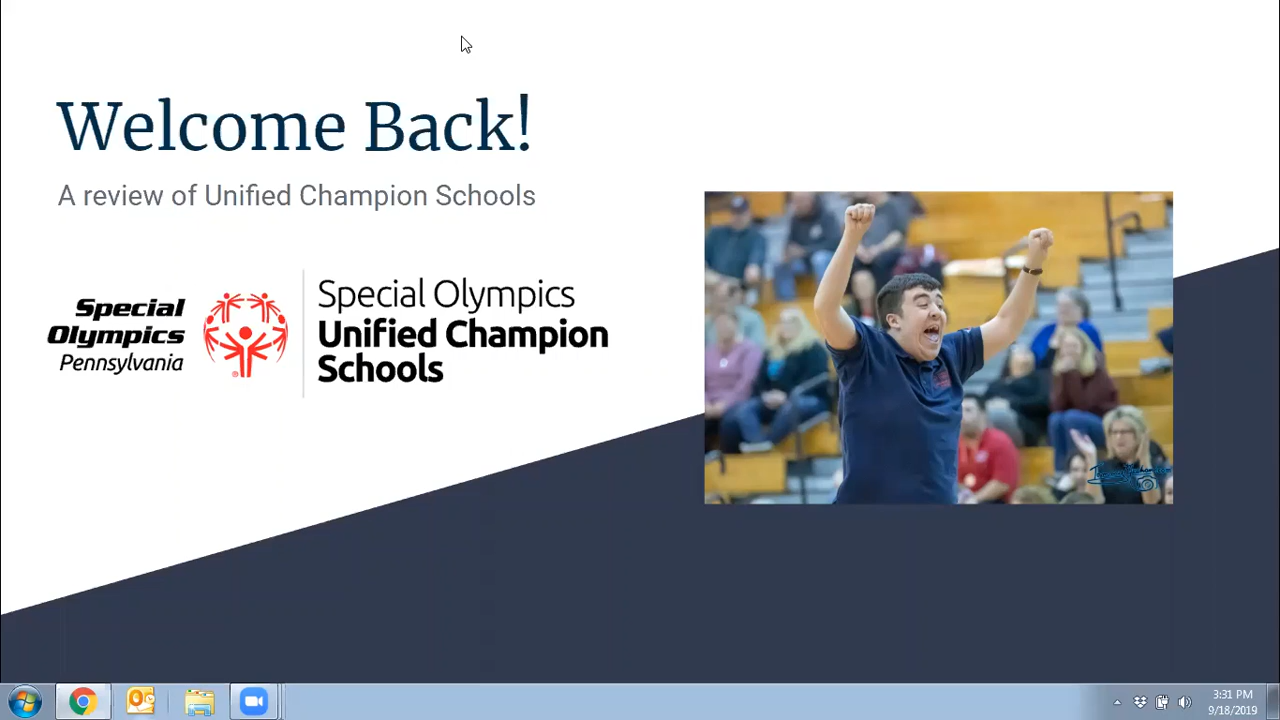 Welcome Back!
A review of Unified Champion Schools
Special
Olympics
Pennsylvania
®
Special Olympics
Unified Champion
Schools
3:31 PM
9/18/2019